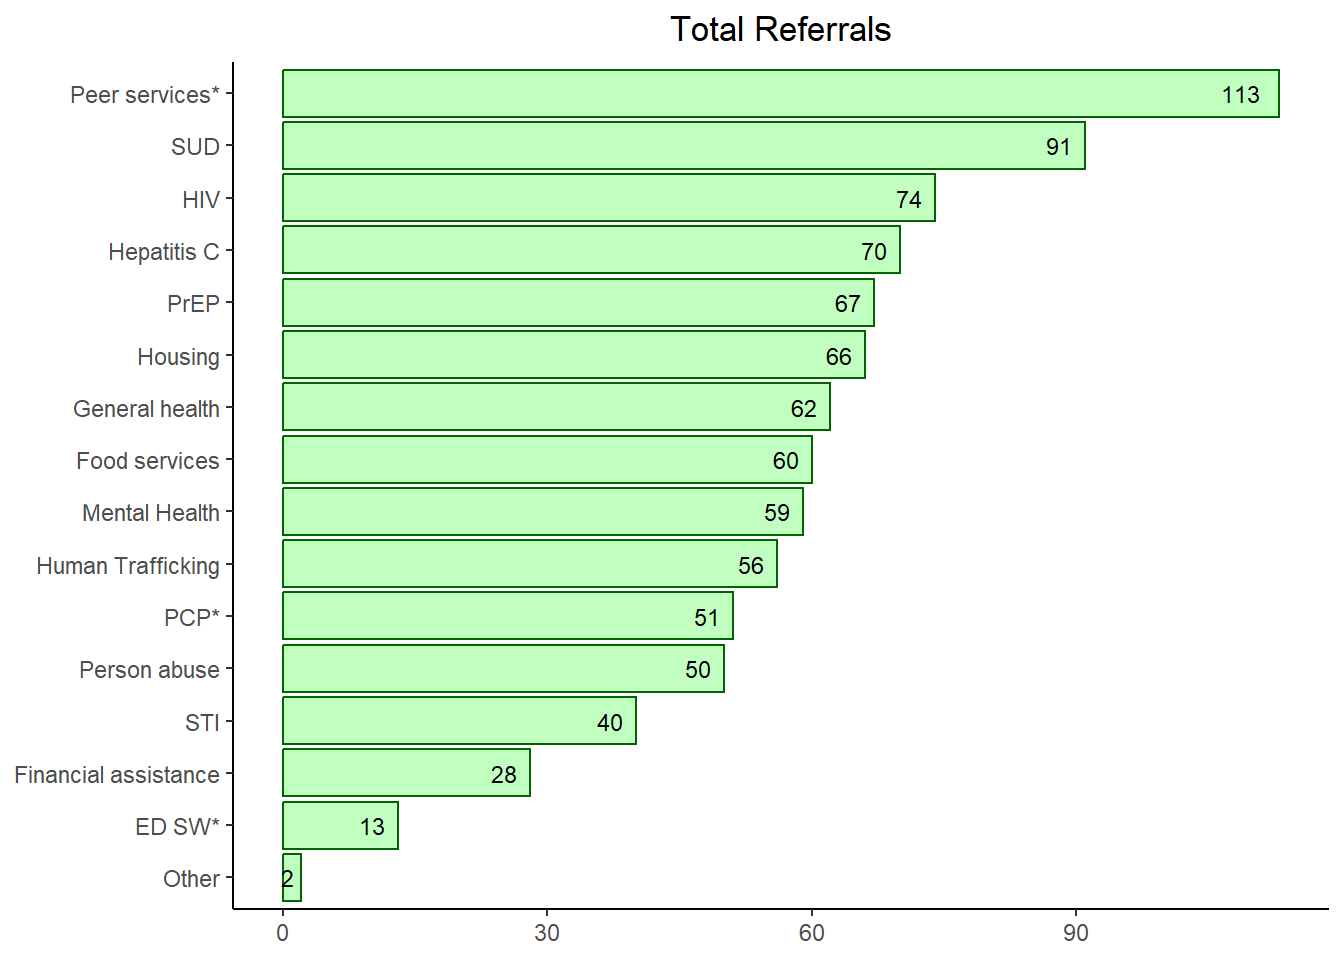 Total Referrals
Peer services* 113
SUD 91
HIV 74
Hepatitis C 70
PrEP 67
Housing 66
General health 62
Food services 60
Mental Health 59
Human Trafficking 56
PCP* 51
Person abuse 50
STI 40
Financial assistance 28
ED SW* 13
Other 2
0 30 60 90